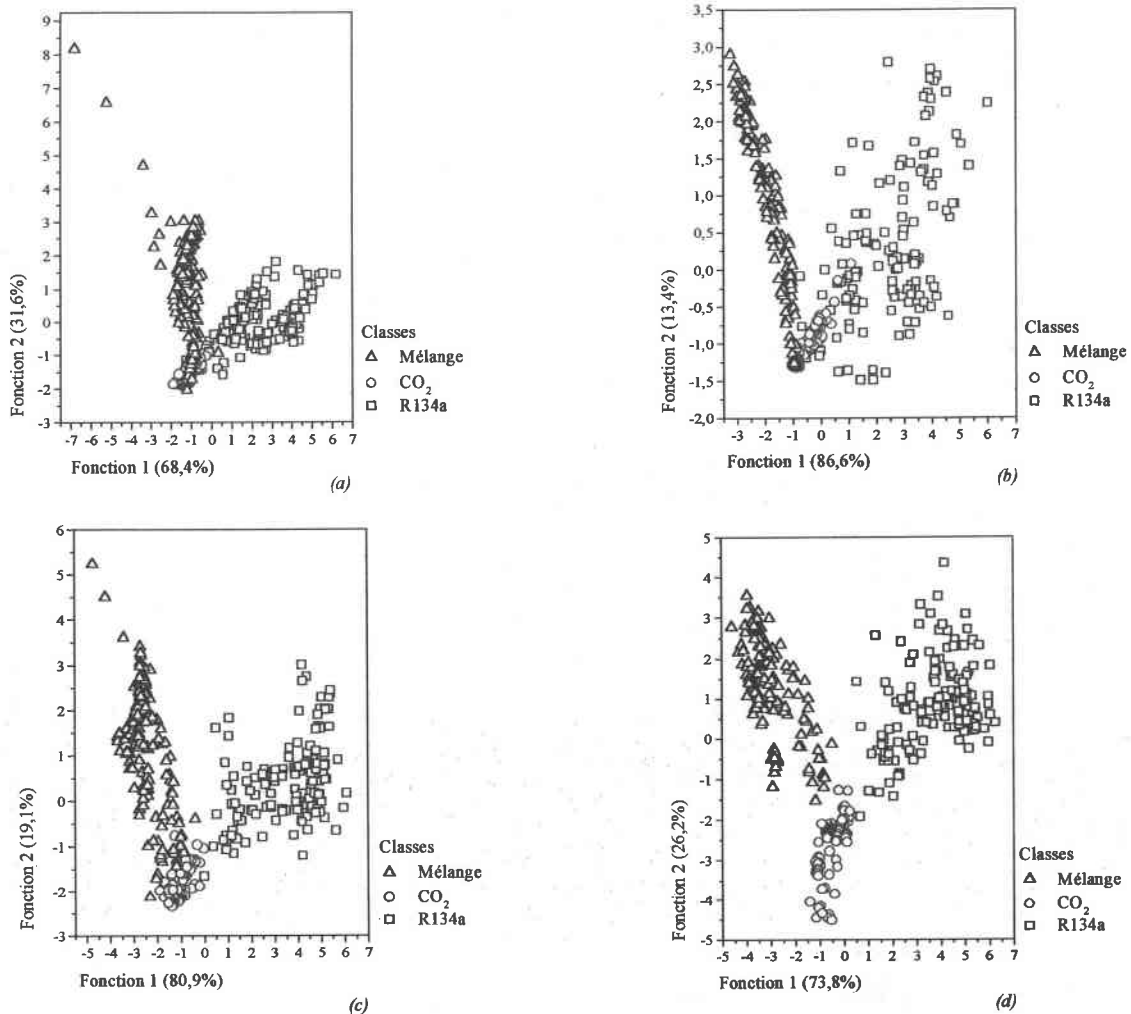 9
8
7
6
5
4
3
2
1
0
-1
-2
-3
Fonction 2 (31,6%)
-7 -6 -5 -4 -3 -2 -1 0 1 2 3 4 5 6 7
Fonction 1 (68,4%)
Classes
Mélange
CO2
R134a
(a)
3,5
3,0
2,5
2,0
1,5
1,0
0,5
0,0
-0,5
-1,0
-1,5
-2,0
Fonction 2 (13,4%)
-3 -2 -1 0 1 2 3 4 5 6 7
Fonction 1 (86,6%)
Classes
Mélange
CO2
R134a
(b)
6
5
4
3
2
1
0
-1
-2
-3
Fonction 2 (19,1%)
-5 -4 -3 -2 -1 0 1 2 3 4 5 6 7
Fonction 1 (80,9%)
Classes
Mélange
CO2
R134a
(c)
5
4
3
2
1
0
-1
-2
-3
-4
-5
Fonction 2 (26,2%)
-5 -4 -3 -2 -1 0 1 2 3 4 5 6 7
Fonction 1 (73,8%)
Classes
Mélange
CO2
R134a
(d)